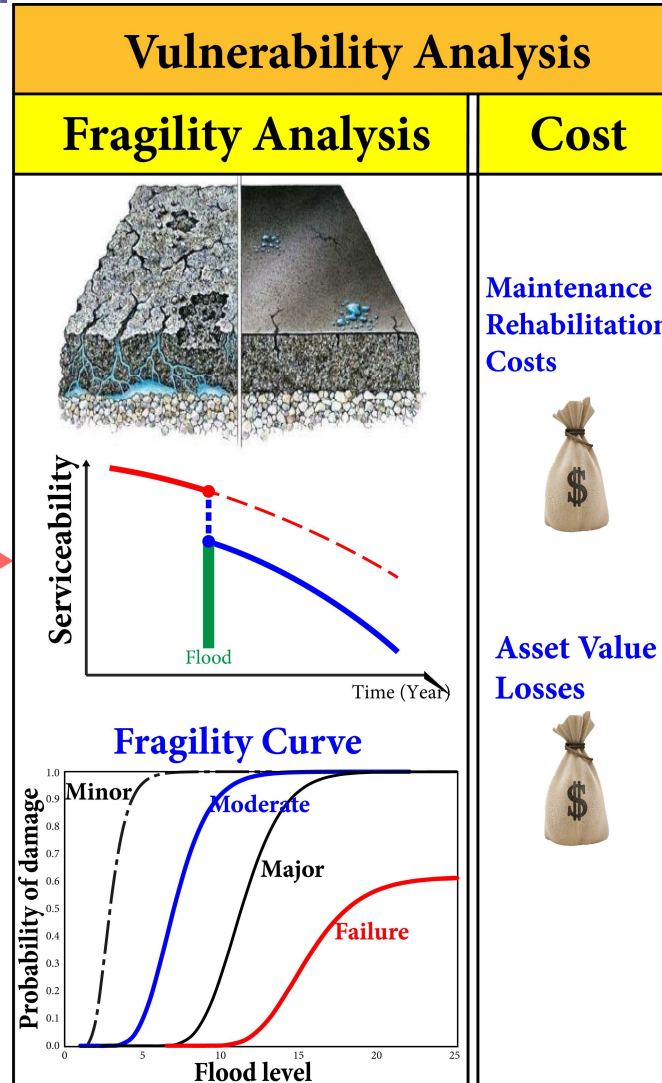 Vulnerability Analysis
Fragility Analysis
Cost
Maintenance
Rehabilitation
Costs
$
Serviceability
Flood
Time (Year)
Asset Value
Losses
$
Fragility Curve
Probability of damage
1.0
0.9
0.8
0.7
0.6
0.5
0.4
0.3
0.2
0.1
0.0
Minor
Moderate
Major
Failure
0 5 10 15 20 25
Flood level